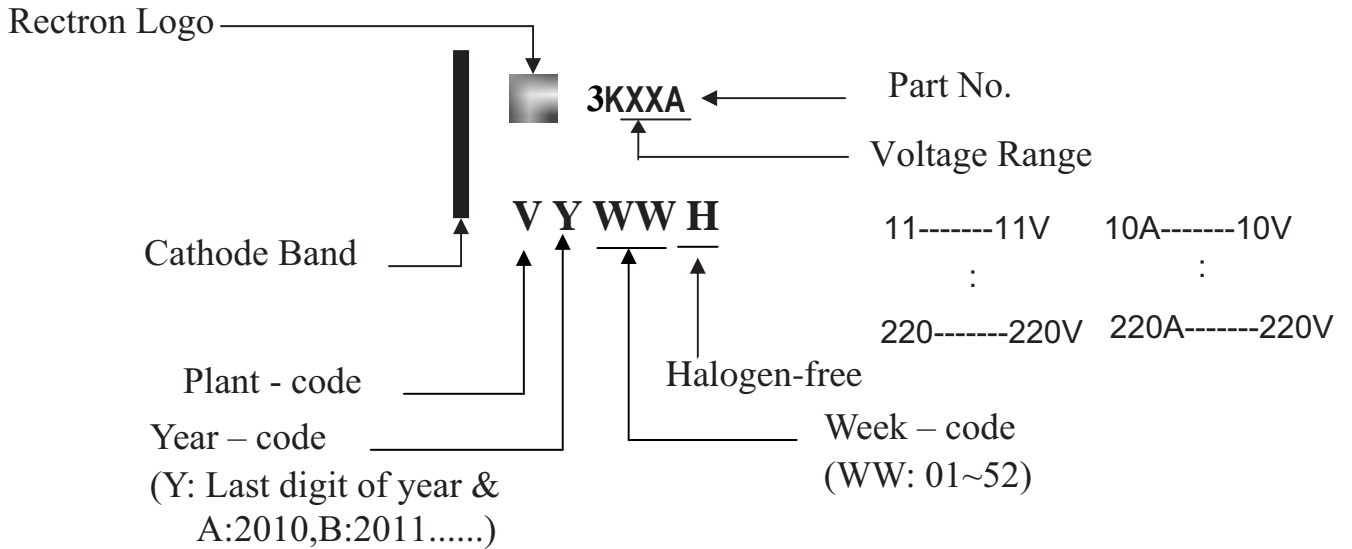 Rectron Logo
3KXXA
Part No.
Voltage Range
V Y WW H
11-------11V 10A-------10V
: :
220-------220V 220A-------220V
Cathode Band
Plant - code
Halogen-free
Year – code
(Y: Last digit of year &
A:2010,B:2011......)
Week – code
(WW: 01~52)